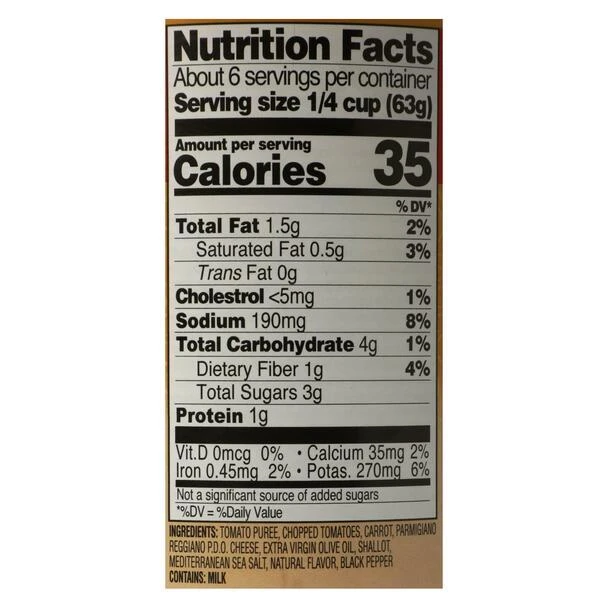 Nutrition Facts
About 6 servings per container
Serving size 1/4 cup (63g)
Amount per serving
Calories 35
% DV*
Total Fat 1.5g 2%
Saturated Fat 0.5g 3%
Trans Fat 0g
Cholestrol <5mg 1%
Sodium 190mg 8%
Total Carbohydrate 4g 1%
Dietary Fiber 1g 4%
Total Sugars 3g
Protein 1g
Vit.D 0mcg 0% • Calcium 35mg 2%
Iron 0.45mg 2% • Potas. 270mg 6%
Not a significant source of added sugars
*%DV = %Daily Value
INGREDIENTS: TOMATO PUREE, CHOPPED TOMATOES, CARROT, PARMIGIANO
REGGIANO P.D.O. CHEESE, EXTRA VIRGIN OLIVE OIL, SHALLOT,
MEDITERRANEAN SEA SALT, NATURAL FLAVOR, BLACK PEPPER
CONTAINS: MILK